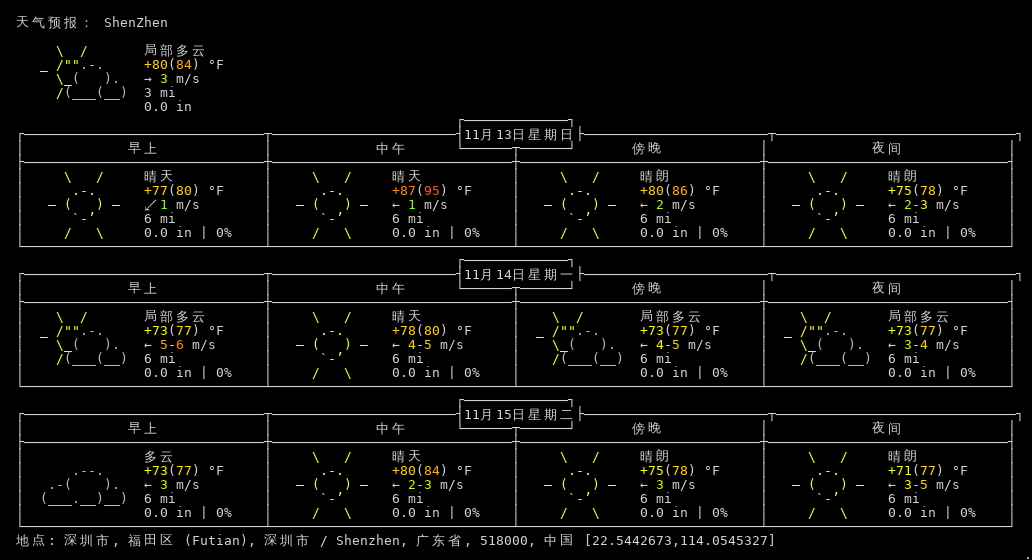 天气预报： ShenZhen
局部多云
+80(84) °F
→ 3 m/s
3 mi
0.0 in
11月13日星期日
早上 中午 傍晚 夜间
晴天 晴天 晴朗 晴朗
+77(80) °F +87(95) °F +80(86) °F +75(78) °F
↙ 1 m/s ← 1 m/s ← 2 m/s ← 2-3 m/s
6 mi 6 mi 6 mi 6 mi
0.0 in | 0% 0.0 in | 0% 0.0 in | 0% 0.0 in | 0%
11月14日星期一
早上 中午 傍晚 夜间
局部多云 晴天 局部多云 局部多云
+73(77) °F +78(80) °F +73(77) °F +73(77) °F
← 5-6 m/s ← 4-5 m/s ← 4-5 m/s ← 3-4 m/s
6 mi 6 mi 6 mi 6 mi
0.0 in | 0% 0.0 in | 0% 0.0 in | 0% 0.0 in | 0%
11月15日星期二
早上 中午 傍晚 夜间
多云 晴天 晴朗 晴朗
+73(77) °F +80(84) °F +75(78) °F +71(77) °F
← 3 m/s ← 2-3 m/s ← 3 m/s ← 3-5 m/s
6 mi 6 mi 6 mi 6 mi
0.0 in | 0% 0.0 in | 0% 0.0 in | 0% 0.0 in | 0%
地点: 深圳市, 福田区 (Futian), 深圳市 / Shenzhen, 广东省, 518000, 中国 [22.5442673,114.0545327]